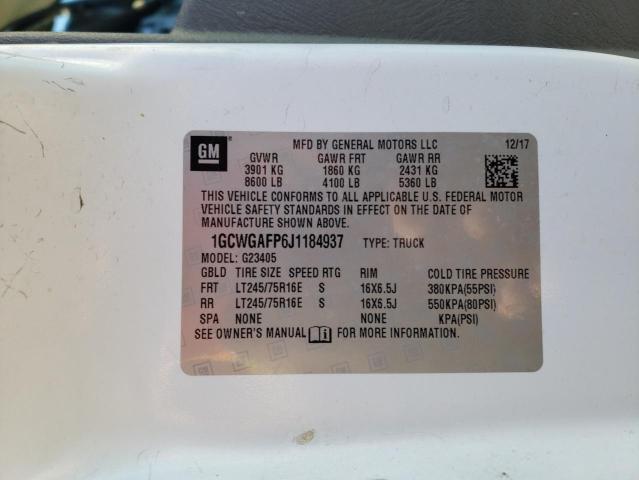 GM
MFD BY GENERAL MOTORS LLC 12/17
GVWR GAWR FRT GAWR RR
3901 KG 1860 KG 2431 KG
8600 LB 4100 LB 5360 LB
THIS VEHICLE CONFORMS TO ALL APPLICABLE U.S. FEDERAL MOTOR
VEHICLE SAFETY STANDARDS IN EFFECT ON THE DATE OF
MANUFACTURE SHOWN ABOVE.
1GCWGAFP6J1184937 TYPE: TRUCK
MODEL: G23405
GBLD TIRE SIZE SPEED RTG RIM COLD TIRE PRESSURE
FRT LT245/75R16E S 16X6.5J 380KPA(55PSI)
RR LT245/75R16E S 16X6.5J 550KPA(80PSI)
SPA NONE NONE KPA(PSI)
SEE OWNER'S MANUAL FOR MORE INFORMATION.